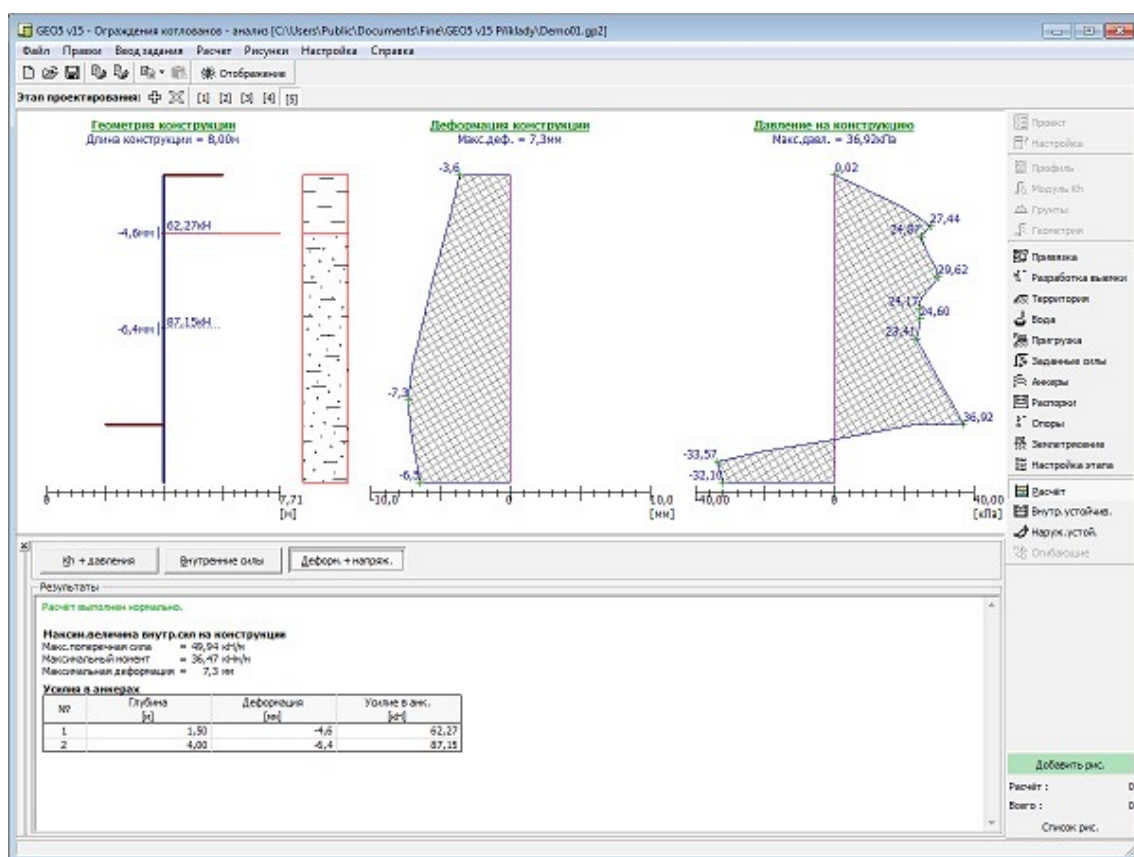 GEO5 v15 - Ограждения котлованов - анализ [C:\Users\Public\Documents\Fine\GEO5 v15 Příklady\Demo01.gp2]
Файл Правки Ввод задания Расчет Рисунки Настройка Справка
Отображение
Этап проектирования: [1] [2] [3] [4] [5]
Геометрия конструкции
Длина конструкции = 8,00м
Деформация конструкции
Макс.деф. = 7,3мм
Давление на конструкцию
Макс.давл. = 36,92кПа
-4,6мм
62,27кН
-6,4мм
87,15кН
0
7,71
[м]
-3,6
-7,3
-6,5
-10,0
0
10,0
[мм]
0,02
27,44
24,87
29,62
24,17
24,60
23,41
36,92
-33,57
-32,10
-40,00
0
40,00
[кПа]
Проект
Настройка
Профиль
Модуль Kh
Грунты
Геометрия
Привязка
Разработка выемки
Территория
Вода
Пригрузка
Заданные силы
Анкеры
Распорки
Опоры
Землетрясение
Настройка этапа
Расчёт
Внутр.устойчив.
Наруж.устой.
Огибающие
Kh + давления
Внутренние силы
Деформ. + напряж.
Результаты
Расчёт выполнен нормально.
Максим.величина внутр.сил на конструкции
Макс.поперечная сила = 49,94 кН/м
Максимальный момент = 36,47 кНм/м
Максимальная деформация = 7,3 мм
Усилия в анкерах
№ Глубина Деформация Усилие в анк.
[м] [мм] [кН]
1 1,50 -4,6 62,27
2 4,00 -6,4 87,15
Добавить рис.
Расчёт : 0
Всего : 0
Список рис.